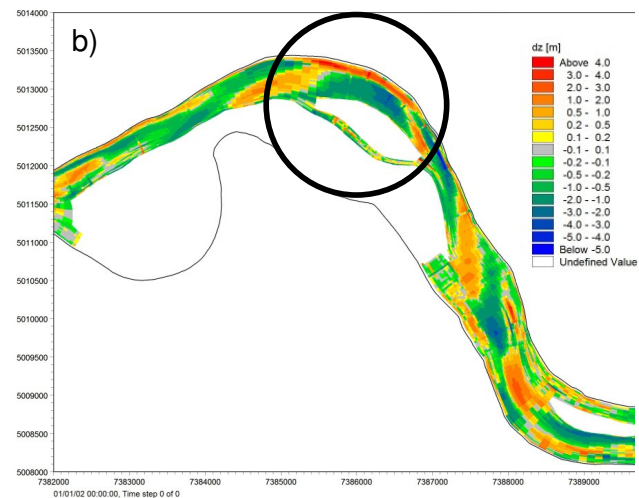 b)
5014000
5013500
5013000
5012500
5012000
5011500
5011000
5010500
5010000
5009500
5009000
5008500
5008000
7382000 7383000 7384000 7385000 7386000 7387000 7388000 7389000
01/01/02 00:00:00, Time step 0 of 0
dz [m]
Above 4.0
3.0 - 4.0
2.0 - 3.0
1.0 - 2.0
0.5 - 1.0
0.2 - 0.5
0.1 - 0.2
-0.1 - 0.1
-0.2 - -0.1
-0.5 - -0.2
-1.0 - -0.5
-2.0 - -1.0
-3.0 - -2.0
-4.0 - -3.0
-5.0 - -4.0
Below -5.0
Undefined Value